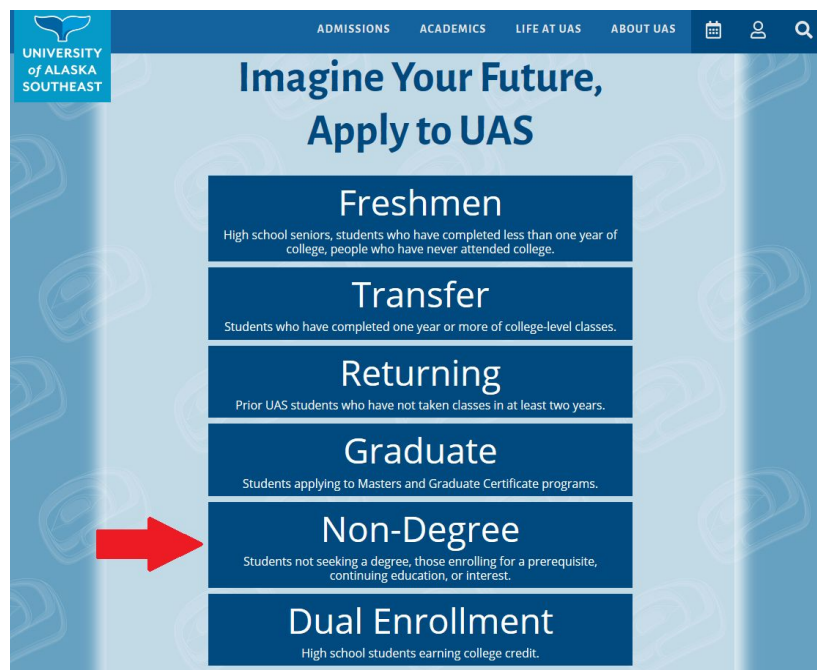 ADMISSIONS ACADEMICS LIFE AT UAS ABOUT UAS
UNIVERSITY
of ALASKA
SOUTHEAST
Imagine Your Future,
Apply to UAS
Freshmen
High school seniors, students who have completed less than one year of
college, people who have never attended college.
Transfer
Students who have completed one year or more of college-level classes.
Returning
Prior UAS students who have not taken classes in at least two years.
Graduate
Students applying to Masters and Graduate Certificate programs.
Non-Degree
Students not seeking a degree, those enrolling for a prerequisite,
continuing education, or interest.
Dual Enrollment
High school students earning college credit.